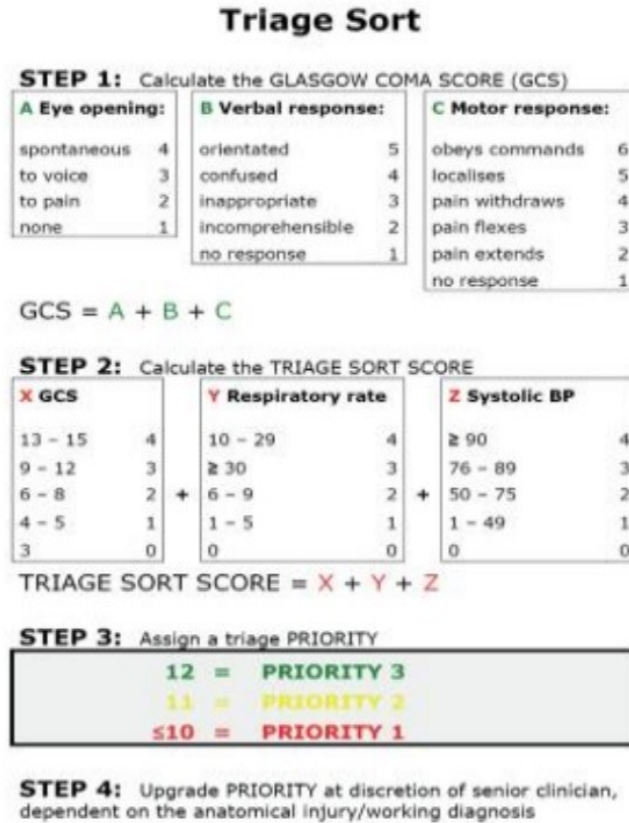 Triage Sort
STEP 1: Calculate the GLASGOW COMA SCORE (GCS)
A Eye opening:
spontaneous 4
to voice 3
to pain 2
none 1
B Verbal response:
orientated 5
confused 4
inappropriate 3
incomprehensible 2
no response 1
C Motor response:
obeys commands 6
localises 5
pain withdraws 4
pain flexes 3
pain extends 2
no response 1
GCS = A + B + C
STEP 2: Calculate the TRIAGE SORT SCORE
X GCS
13 - 15 4
9 - 12 3
6 - 8 2
4 - 5 1
3 0
+
Y Respiratory rate
10 - 29 4
≥ 30 3
6 - 9 2
1 - 5 1
0 0
+
Z Systolic BP
≥ 90 4
76 - 89 3
50 - 75 2
1 - 49 1
0 0
TRIAGE SORT SCORE = X + Y + Z
STEP 3: Assign a triage PRIORITY
12 = PRIORITY 3
11 = PRIORITY 2
≤10 = PRIORITY 1
STEP 4: Upgrade PRIORITY at discretion of senior clinician,
dependent on the anatomical injury/working diagnosis